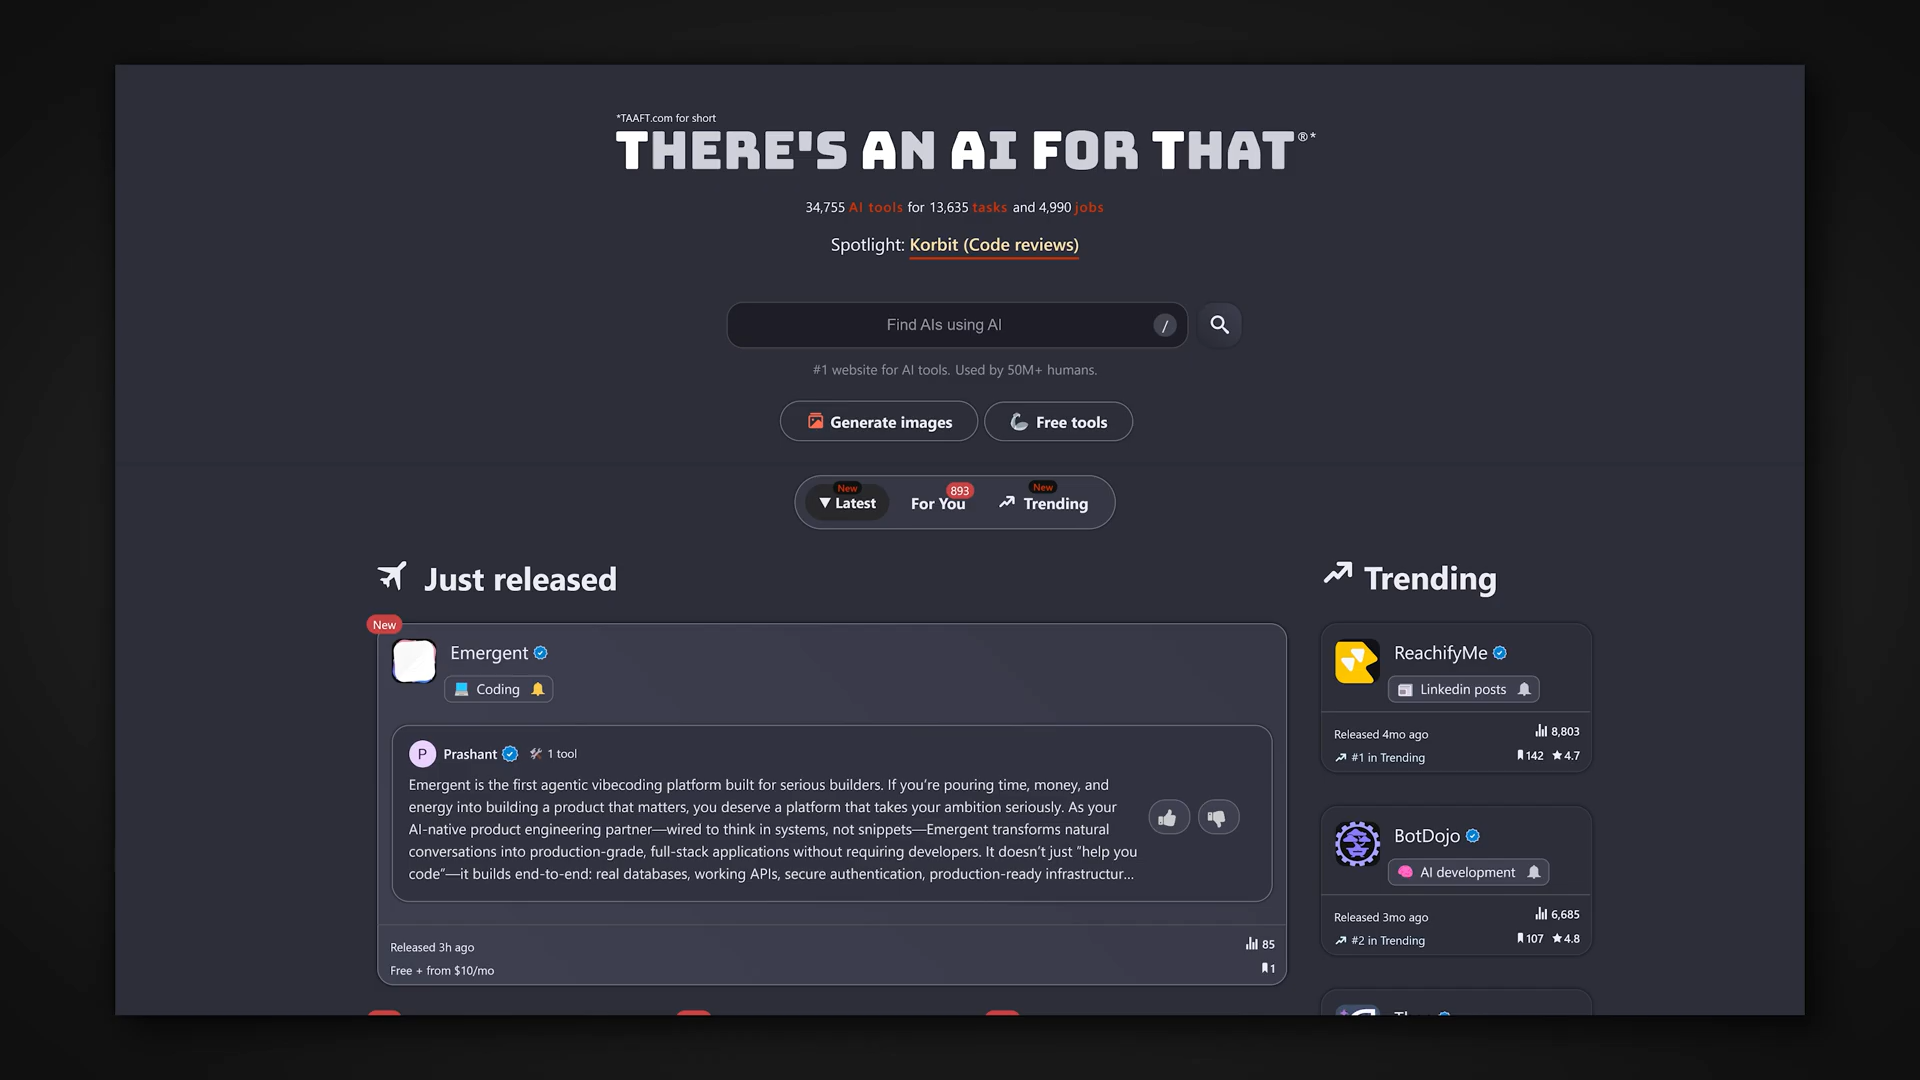 *TAAFT.com for short
THERE'S AN AI FOR THAT®*
34,755 AI tools for 13,635 tasks and 4,990 jobs
Spotlight: Korbit (Code reviews)
Find AIs using AI /
#1 website for AI tools. Used by 50M+ humans.
Generate images
Free tools
New
▼ Latest
893
For You
New
Trending
Just released
New
Emergent
Coding
P Prashant 1 tool
Emergent is the first agentic vibecoding platform built for serious builders. If you’re pouring time, money, and
energy into building a product that matters, you deserve a platform that takes your ambition seriously. As your
AI-native product engineering partner—wired to think in systems, not snippets—Emergent transforms natural
conversations into production-grade, full-stack applications without requiring developers. It doesn’t just "help you
code"—it builds end-to-end: real databases, working APIs, secure authentication, production-ready infrastructur...
Released 3h ago 85
Free + from $10/mo 1
Trending
ReachifyMe
Linkedin posts
Released 4mo ago 8,803
#1 in Trending 142 ★4.7
BotDojo
AI development
Released 3mo ago 6,685
#2 in Trending 107 ★4.8